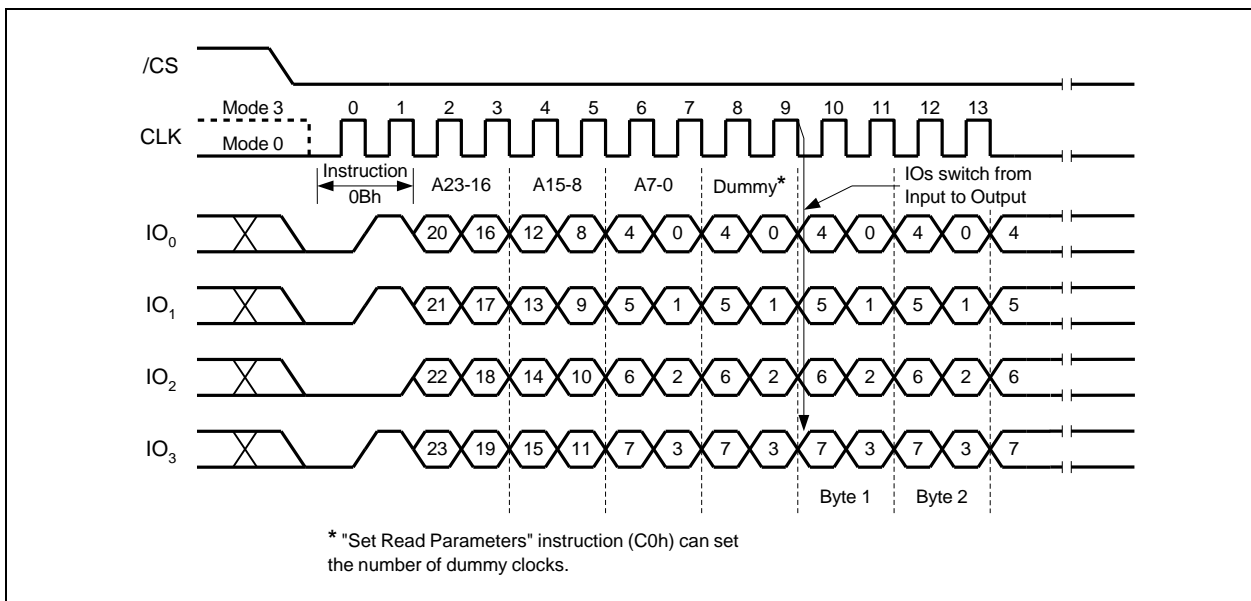 /CS
Mode 3 0 1 2 3 4 5 6 7 8 9 10 11 12 13
CLK
Mode 0
Instruction
0Bh
A23-16 A15-8 A7-0 Dummy*
IOs switch from
Input to Output
IO0 20 16 12 8 4 0 4 0 4 0 4 0 4
IO1 21 17 13 9 5 1 5 1 5 1 5 1 5
IO2 22 18 14 10 6 2 6 2 6 2 6 2 6
IO3 23 19 15 11 7 3 7 3 7 3 7 3 7
Byte 1 Byte 2
* "Set Read Parameters" instruction (C0h) can set
the number of dummy clocks.